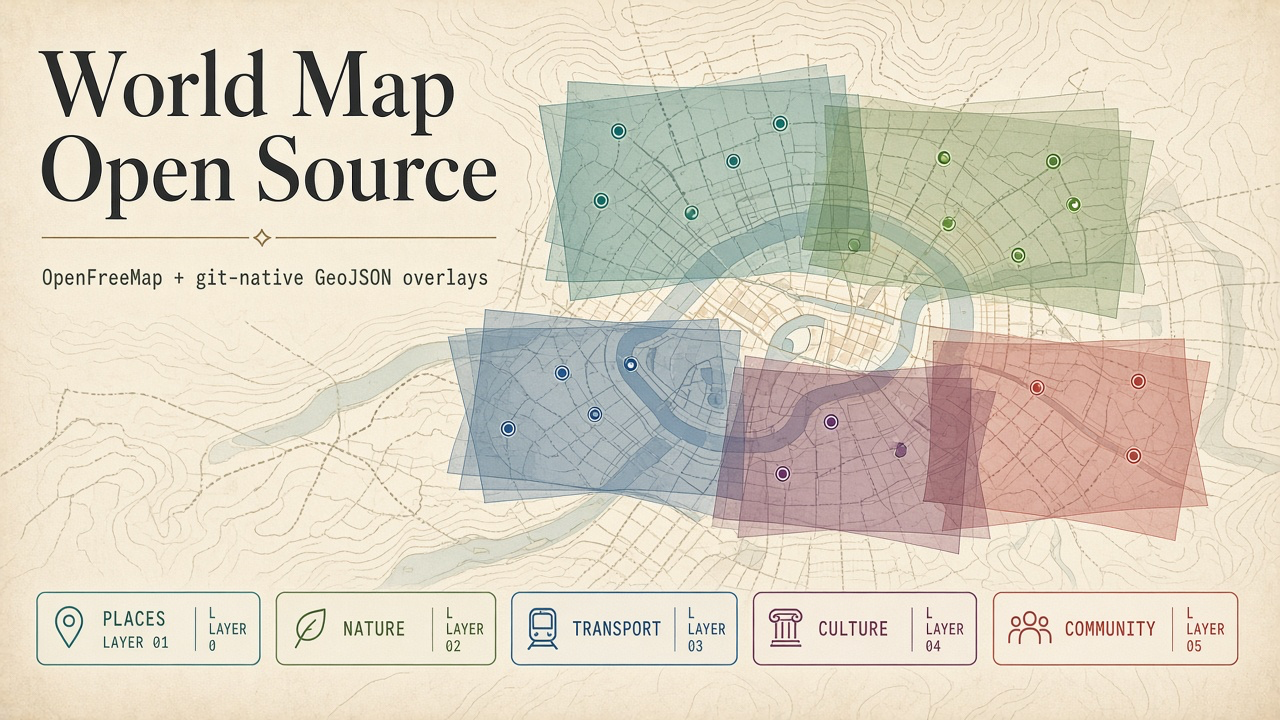 World Map
Open Source
OpenFreeMap + git-native GeoJSON overlays
PLACES
LAYER 01
L
LAYER
0
NATURE
L
LAYER
02
TRANSPORT
L
LAYER
03
CULTURE
L
LAYER
04
COMMUNITY
L
LAYER
05